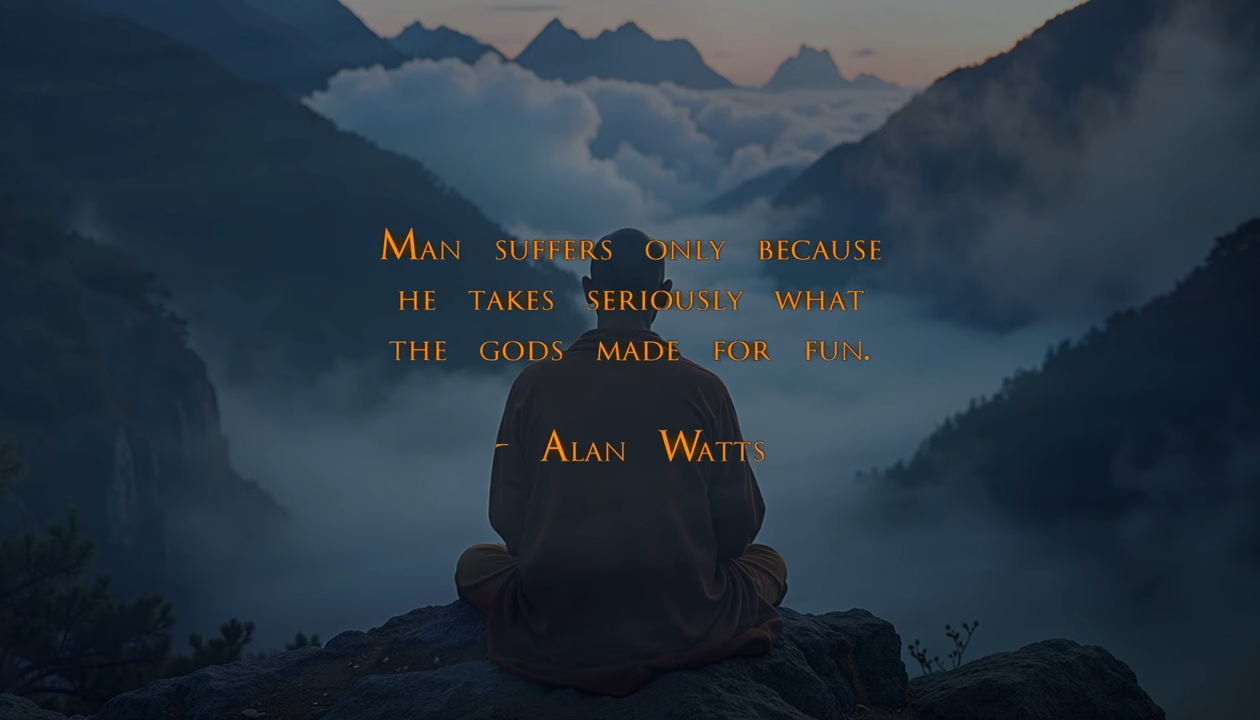 Man suffers only because
he takes seriously what
the gods made for fun.
- Alan Watts